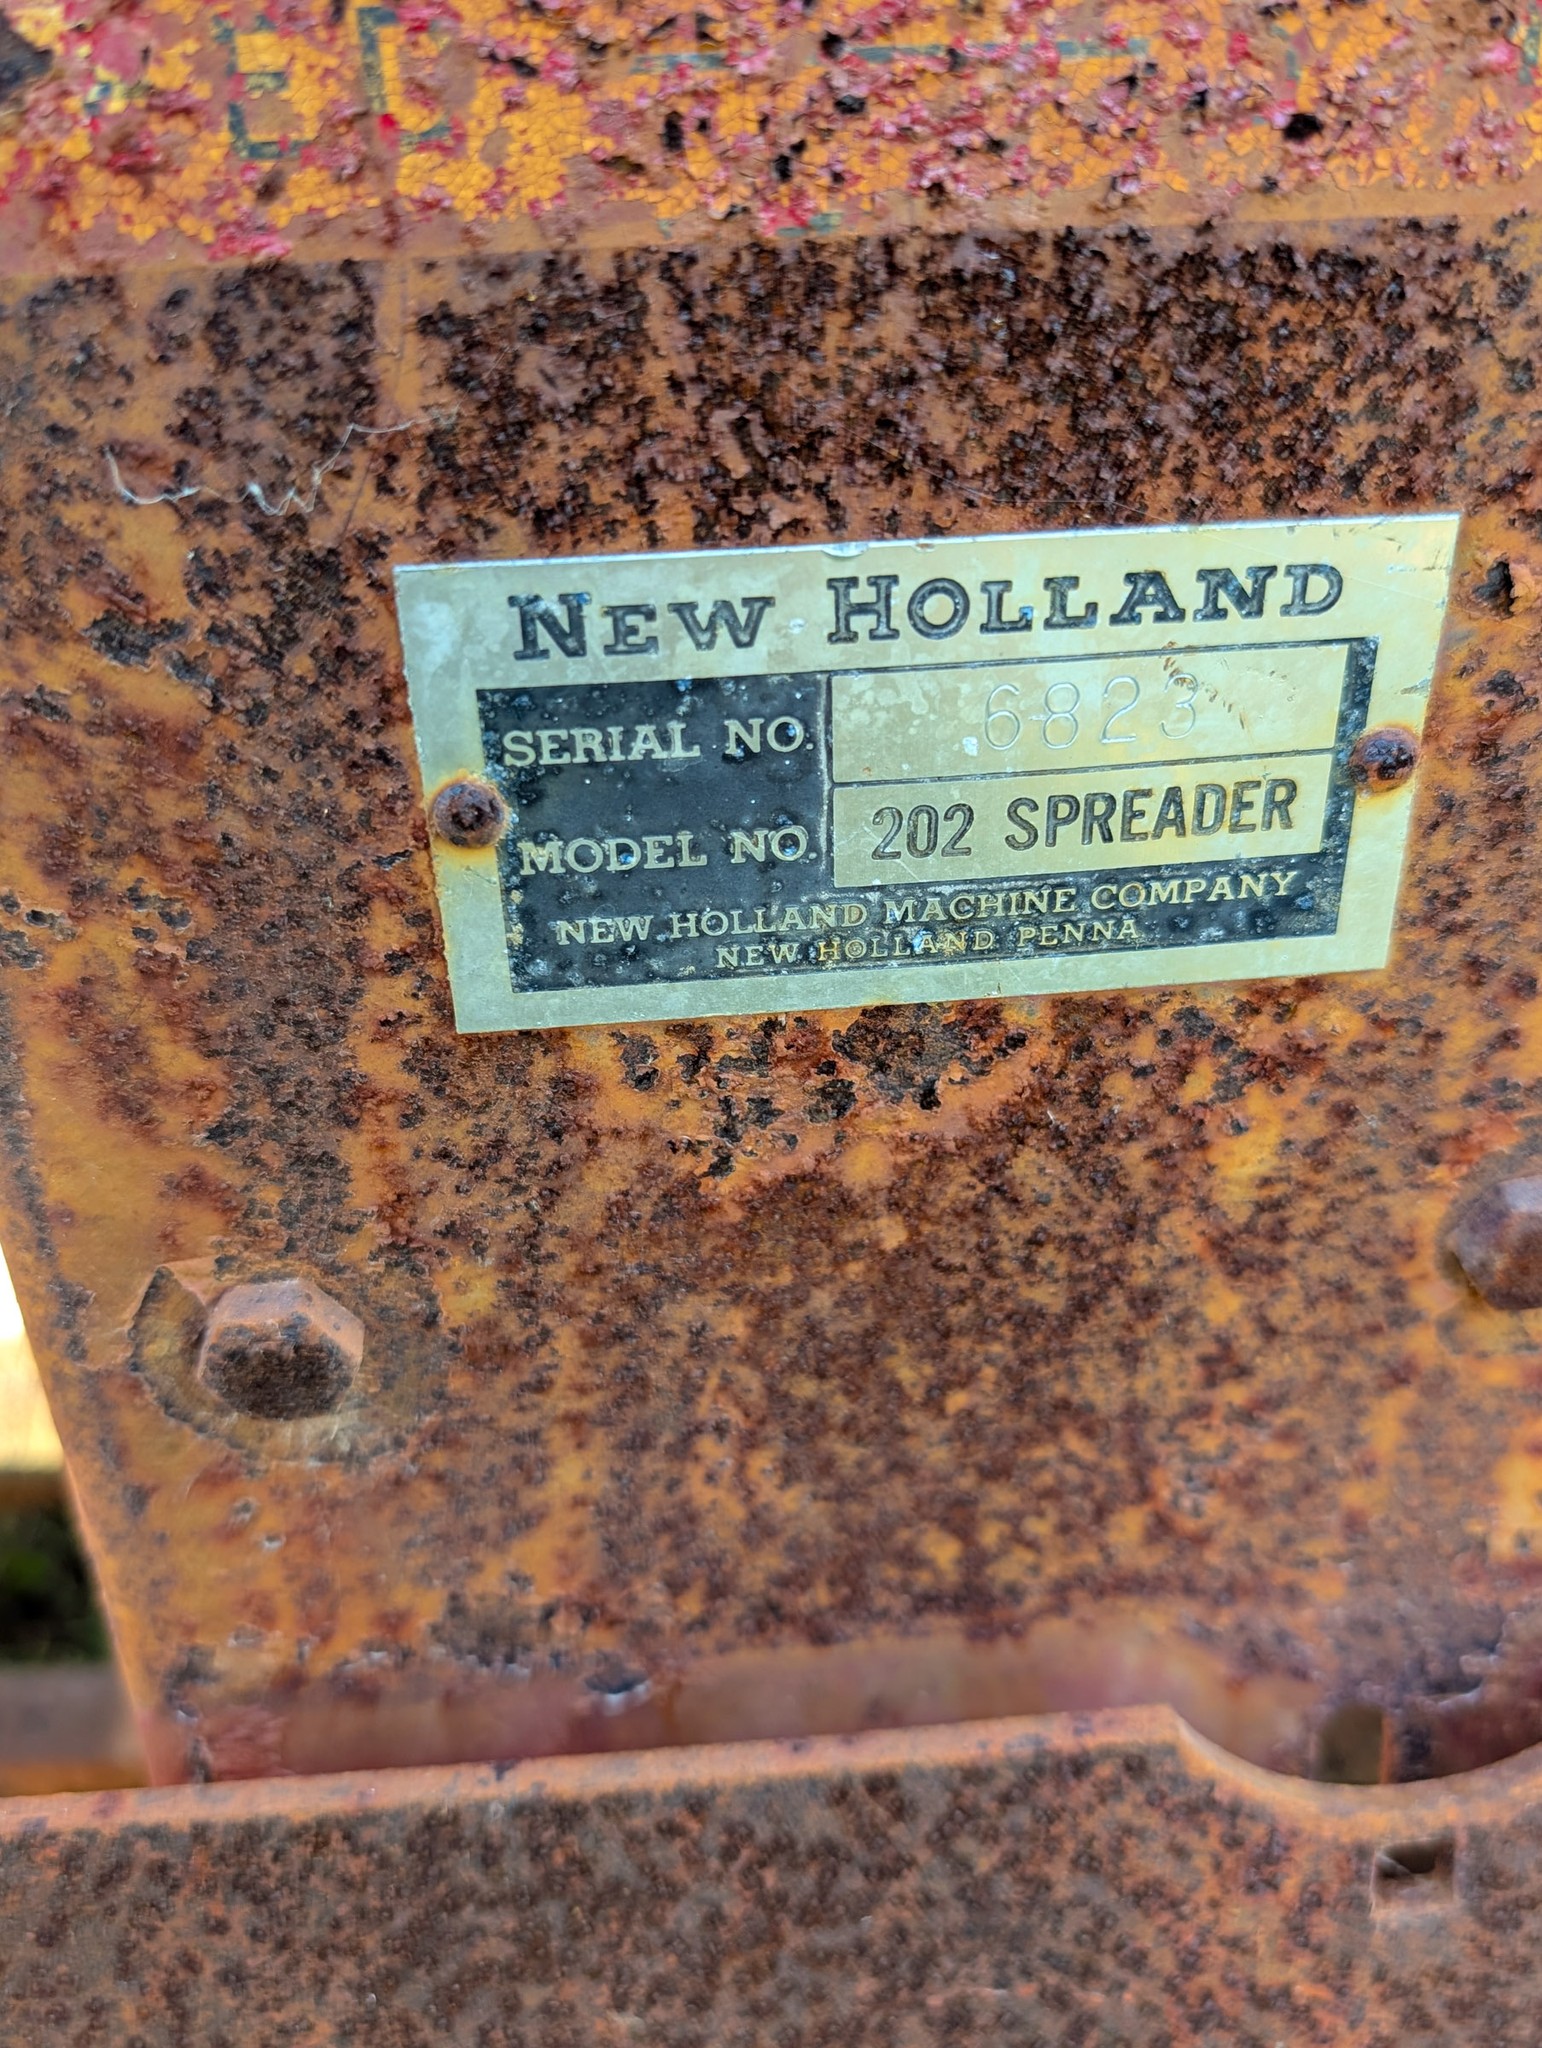 NEW HOLLAND
SERIAL NO. 6823
MODEL NO. 202 SPREADER
NEW HOLLAND MACHINE COMPANY
NEW HOLLAND PENNA.